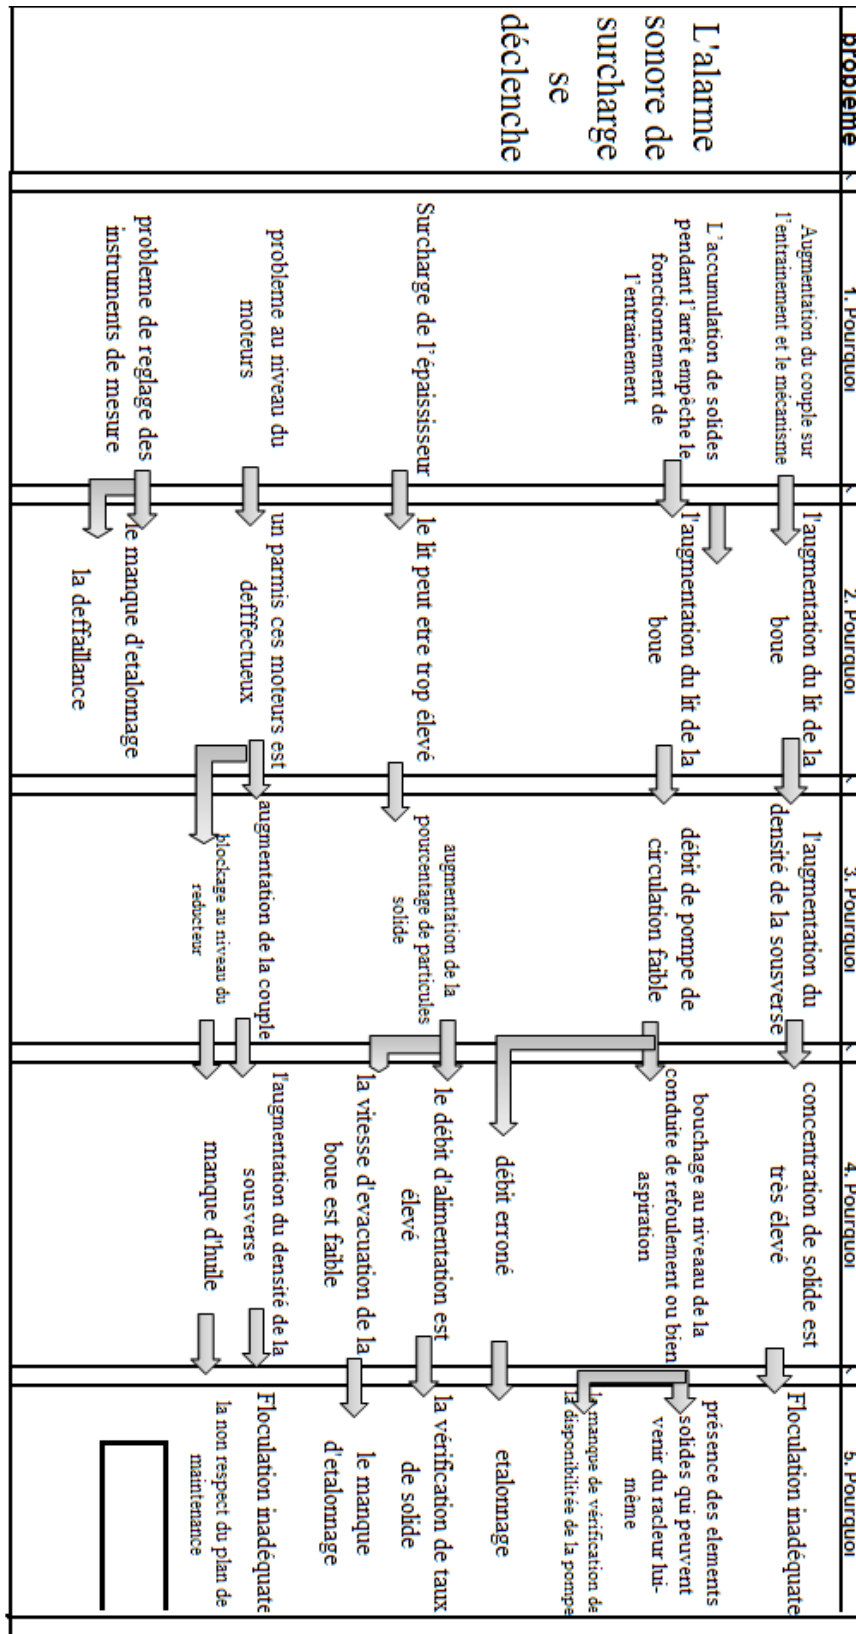 problème
1. Pourquoi
2. Pourquoi
3. Pourquoi
4. Pourquoi
5. Pourquoi
L'alarme
sonore de
surcharge
se
déclenche
Augmentation du couple sur
l'entrainement et le mécanisme
l'augmentation du lit de la
boue
l'augmentation du
densité de la sousverse
concentration de solide est
très élevé
Floculation inadéquate
L'accumulation de solides
pendant l'arrêt empêche le
fonctionnement de
l'entrainement
l'augmentation du lit de la
boue
débit de pompe de
circulation faible
bouchage au niveaau de la
conduite de refoulement ou bien
aspiration
présence des elements
solides qui peuvent
venir du racleur lui-
même
la manque de vérification de
la disponibilitée de la pompe
débit erroné
etalonnage
Surcharge de l'épaississeur
le lit peut etre trop élevé
augmentation de la
pourcentage de particules
solide
le débit d'alimentation est
élevé
la vérification de taux
de solide
la vitesse d'evacuation de la
boue est faible
le manque
d'etalonnage
probleme au niveau du
moteurs
un parmis ces moteurs est
defffectueux
augmentation de la couple
l'augmentation du densité de la
sousverse
Floculation inadéquate
blockage au niveau du
reducteur
manque d'huile
la non respect du plan de
maintenance
probleme de reglage des
instruments de mesure
le manque d'etalonnage
la deffaillance